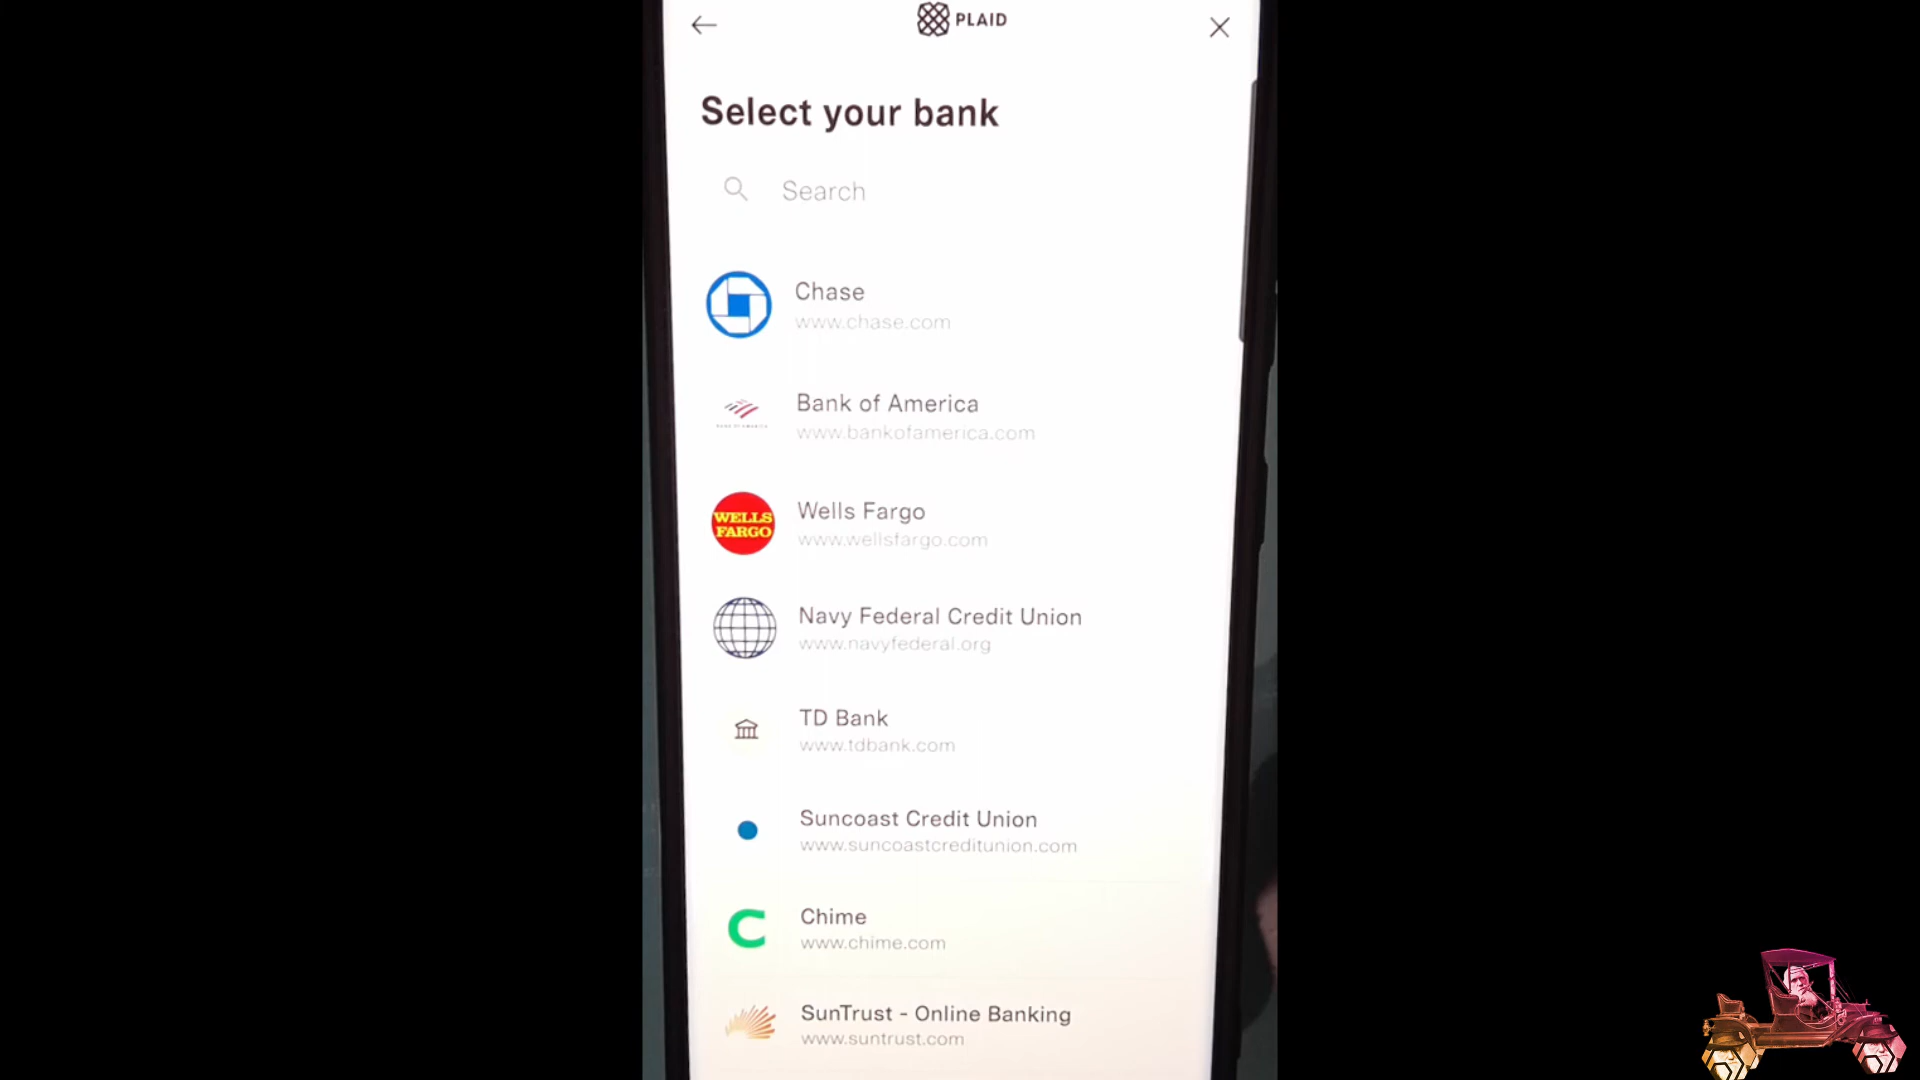 PLAID
Select your bank
Search
Chase
www.chase.com
Bank of America
www.bankofamerica.com
WELLS
FARGO
Wells Fargo
www.wellsfargo.com
Navy Federal Credit Union
www.navyfederal.org
TD Bank
www.tdbank.com
Suncoast Credit Union
www.suncoastcreditunion.com
Chime
www.chime.com
SunTrust - Online Banking
www.suntrust.com